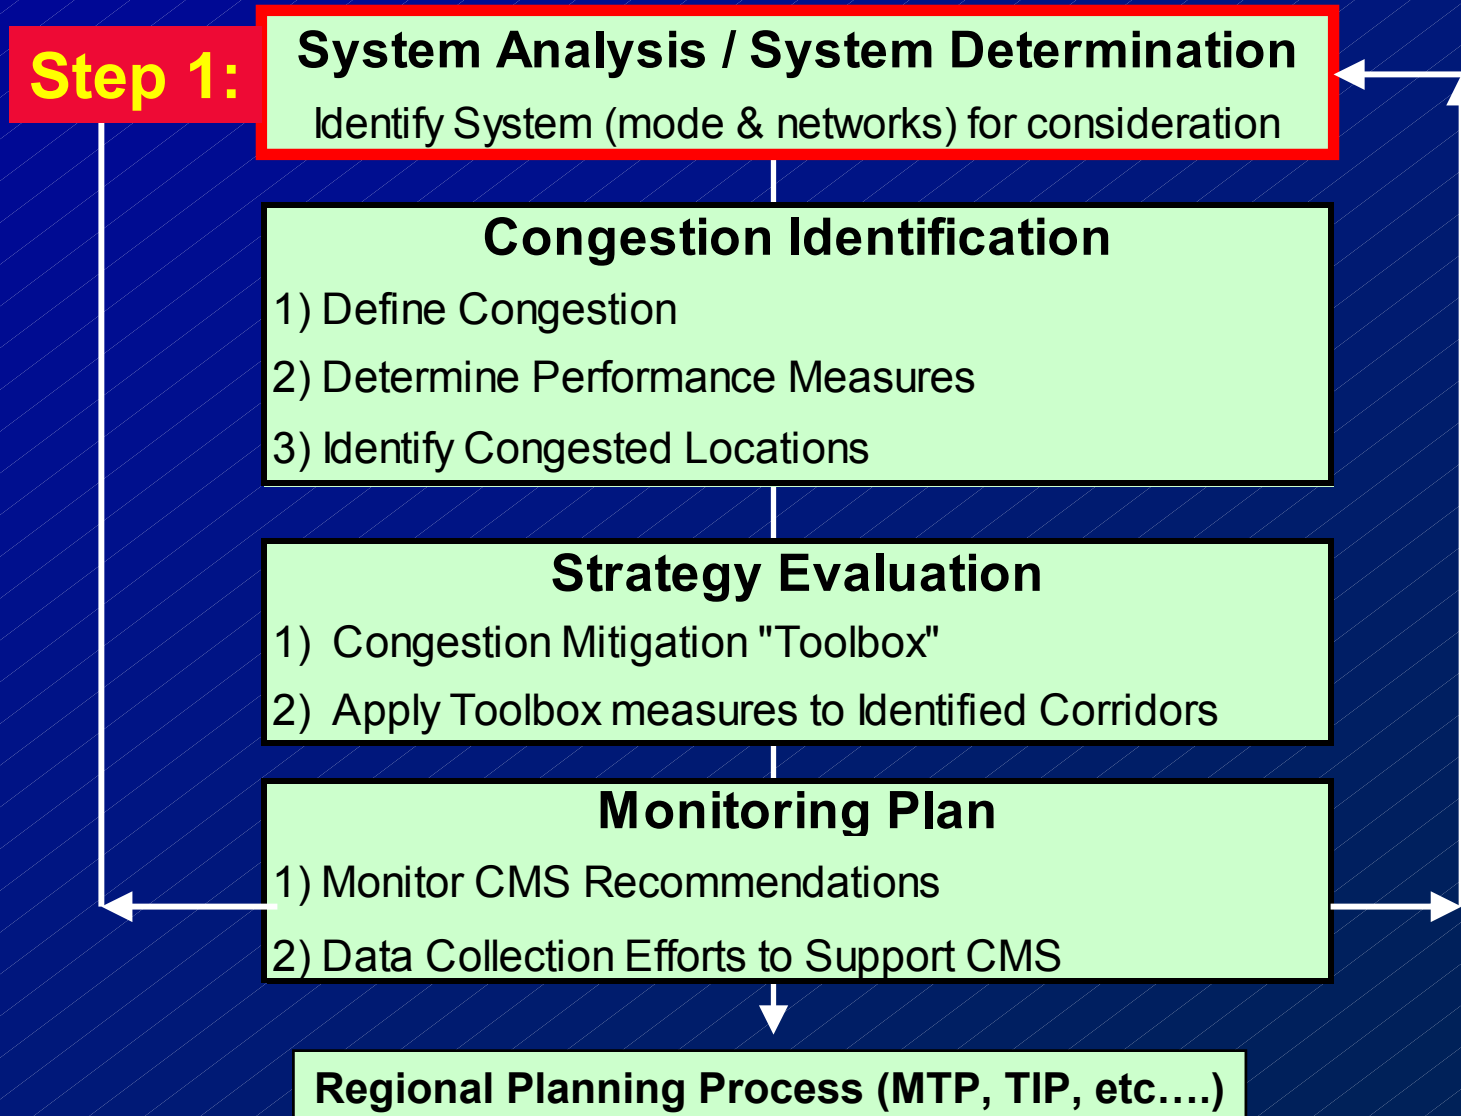 Step 1:
System Analysis / System Determination
Identify System (mode & networks) for consideration
Congestion Identification
1) Define Congestion
2) Determine Performance Measures
3) Identify Congested Locations
Strategy Evaluation
1) Congestion Mitigation "Toolbox"
2) Apply Toolbox measures to Identified Corridors
Monitoring Plan
1) Monitor CMS Recommendations
2) Data Collection Efforts to Support CMS
Regional Planning Process (MTP, TIP, etc....)